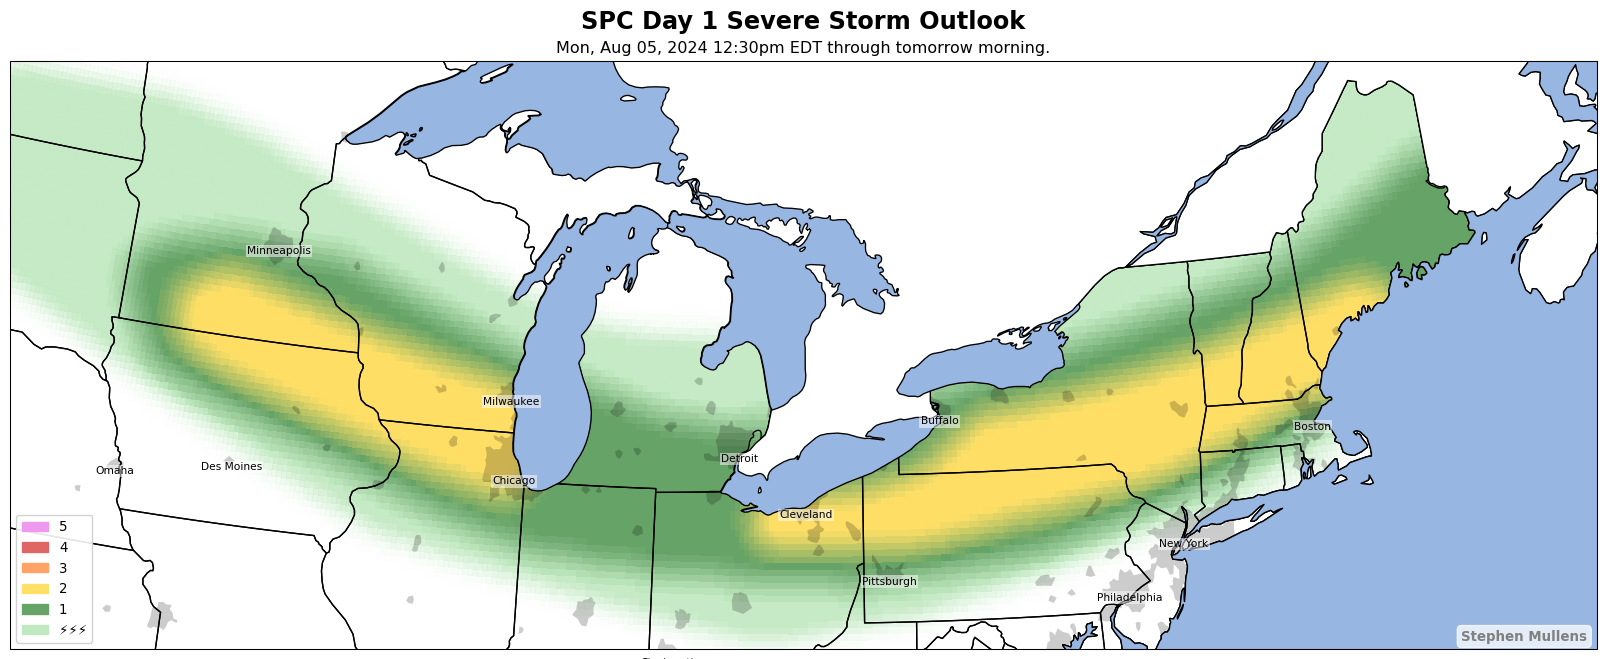 SPC Day 1 Severe Storm Outlook
Mon, Aug 05, 2024 12:30pm EDT through tomorrow morning.
Minneapolis
Milwaukee
Buffalo
Boston
Detroit
Omaha
Des Moines
Chicago
Cleveland
New York
Pittsburgh
Philadelphia
5
4
3
2
1
⚡⚡⚡
Stephen Mullens